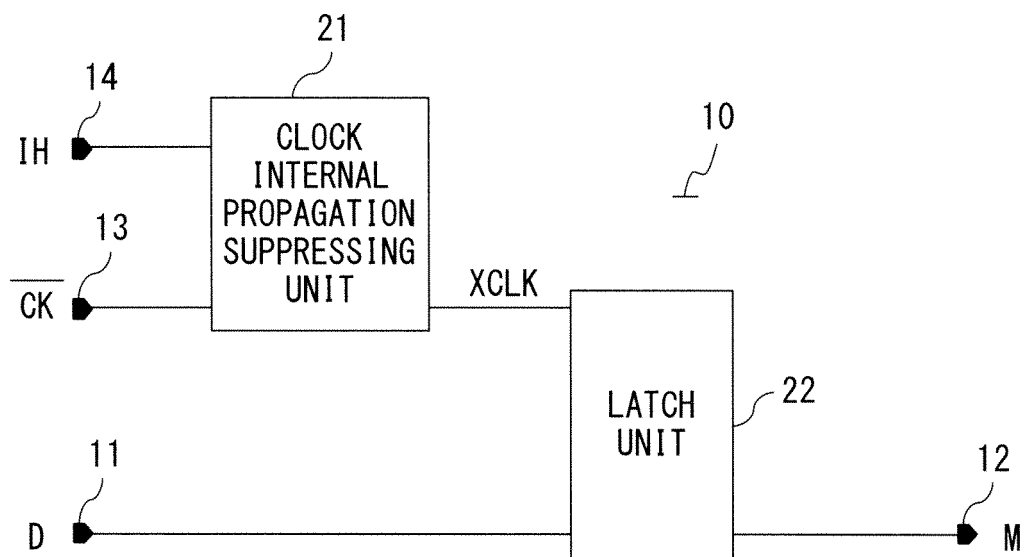 21
14
IH
CLOCK
INTERNAL
PROPAGATION
SUPPRESSING
UNIT
10
13
CK
XCLK
LATCH
UNIT
22
11
D
12
M